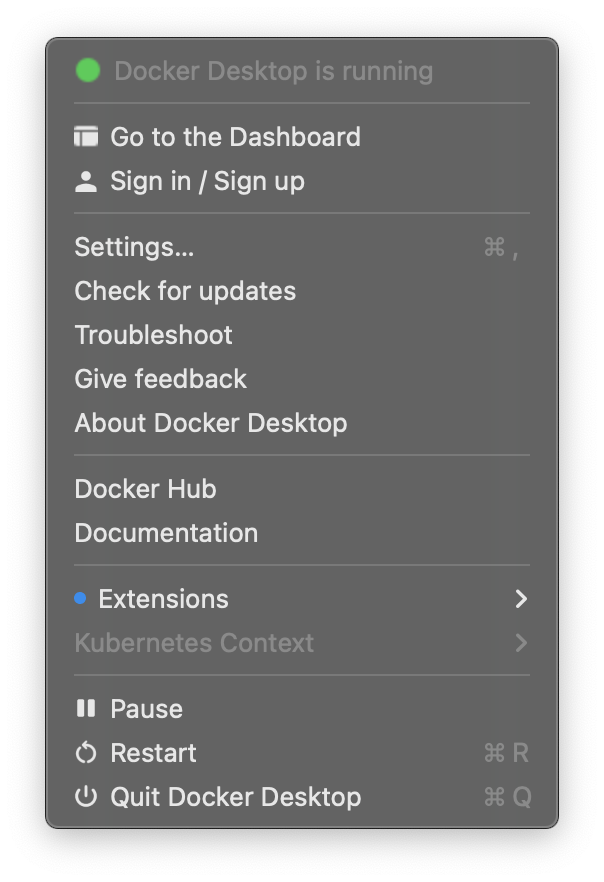 Docker Desktop is running
Go to the Dashboard
Sign in / Sign up
Settings... ⌘ ,
Check for updates
Troubleshoot
Give feedback
About Docker Desktop
Docker Hub
Documentation
Extensions
Kubernetes Context
Pause
Restart ⌘ R
Quit Docker Desktop ⌘ Q